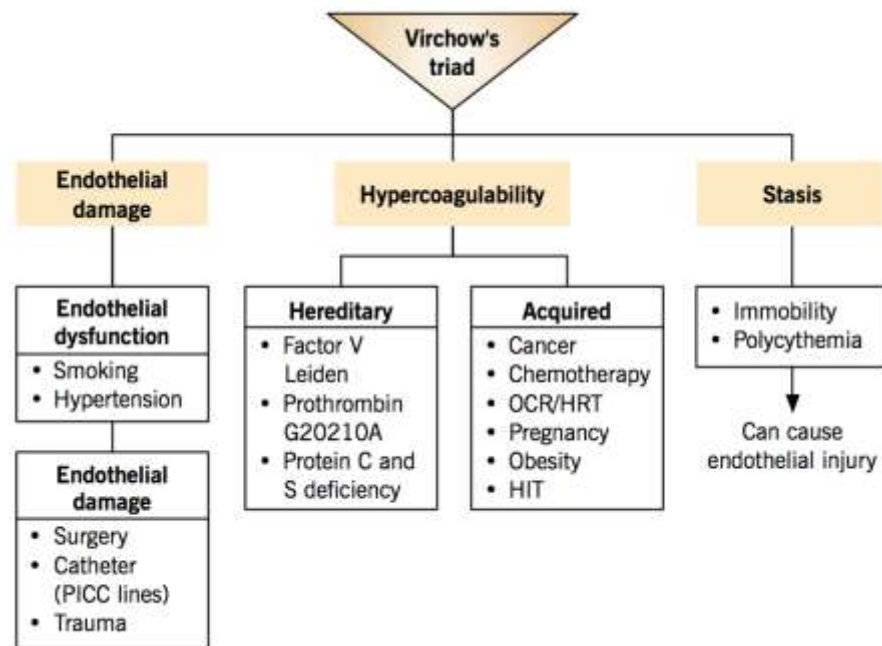 Virchow's
triad
Endothelial
damage
Hypercoagulability
Stasis
Endothelial
dysfunction
• Smoking
• Hypertension
Endothelial
damage
• Surgery
• Catheter
(PICC lines)
• Trauma
Hereditary
• Factor V
Leiden
• Prothrombin
G20210A
• Protein C and
S deficiency
Acquired
• Cancer
• Chemotherapy
• OCR/HRT
• Pregnancy
• Obesity
• HIT
• Immobility
• Polycythemia
Can cause
endothelial injury